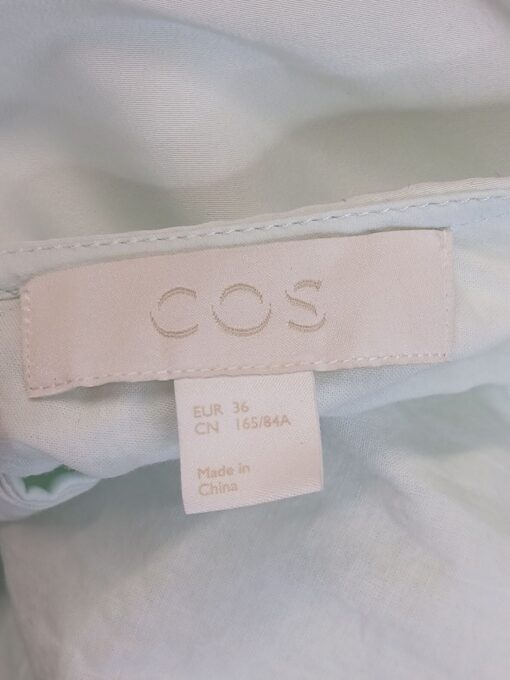 COS
EUR 36
CN 165/84A
Made in
China